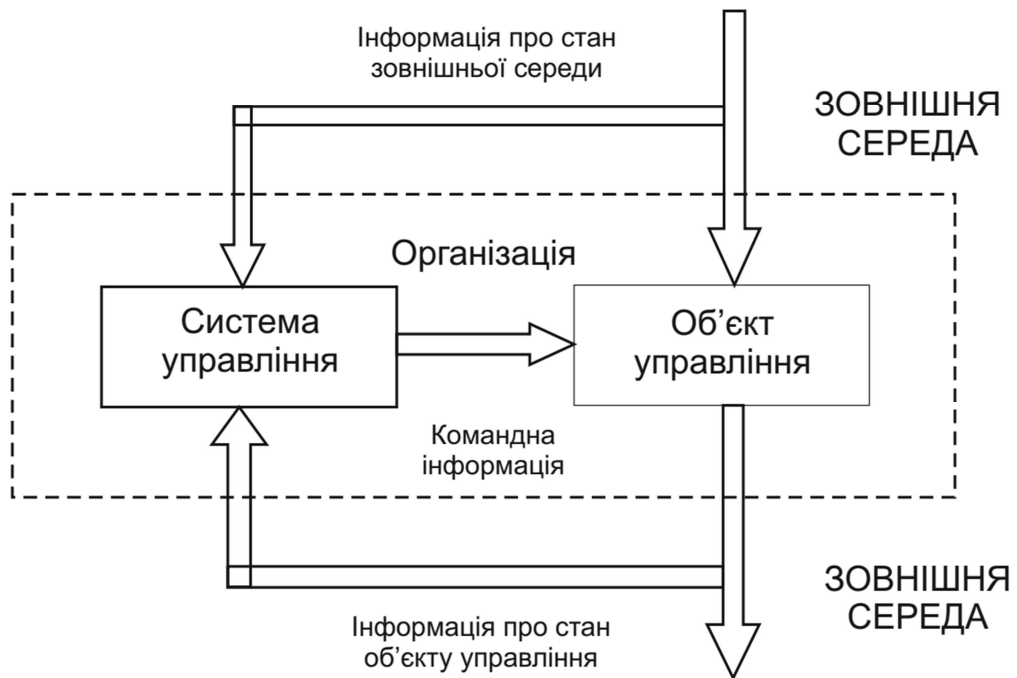 Інформація про стан
зовнішньої середи
ЗОВНІШНЯ
СЕРЕДА
Організація
Система
управління
Об’єкт
управління
Командна
інформація
ЗОВНІШНЯ
СЕРЕДА
Інформація про стан
об’єкту управління